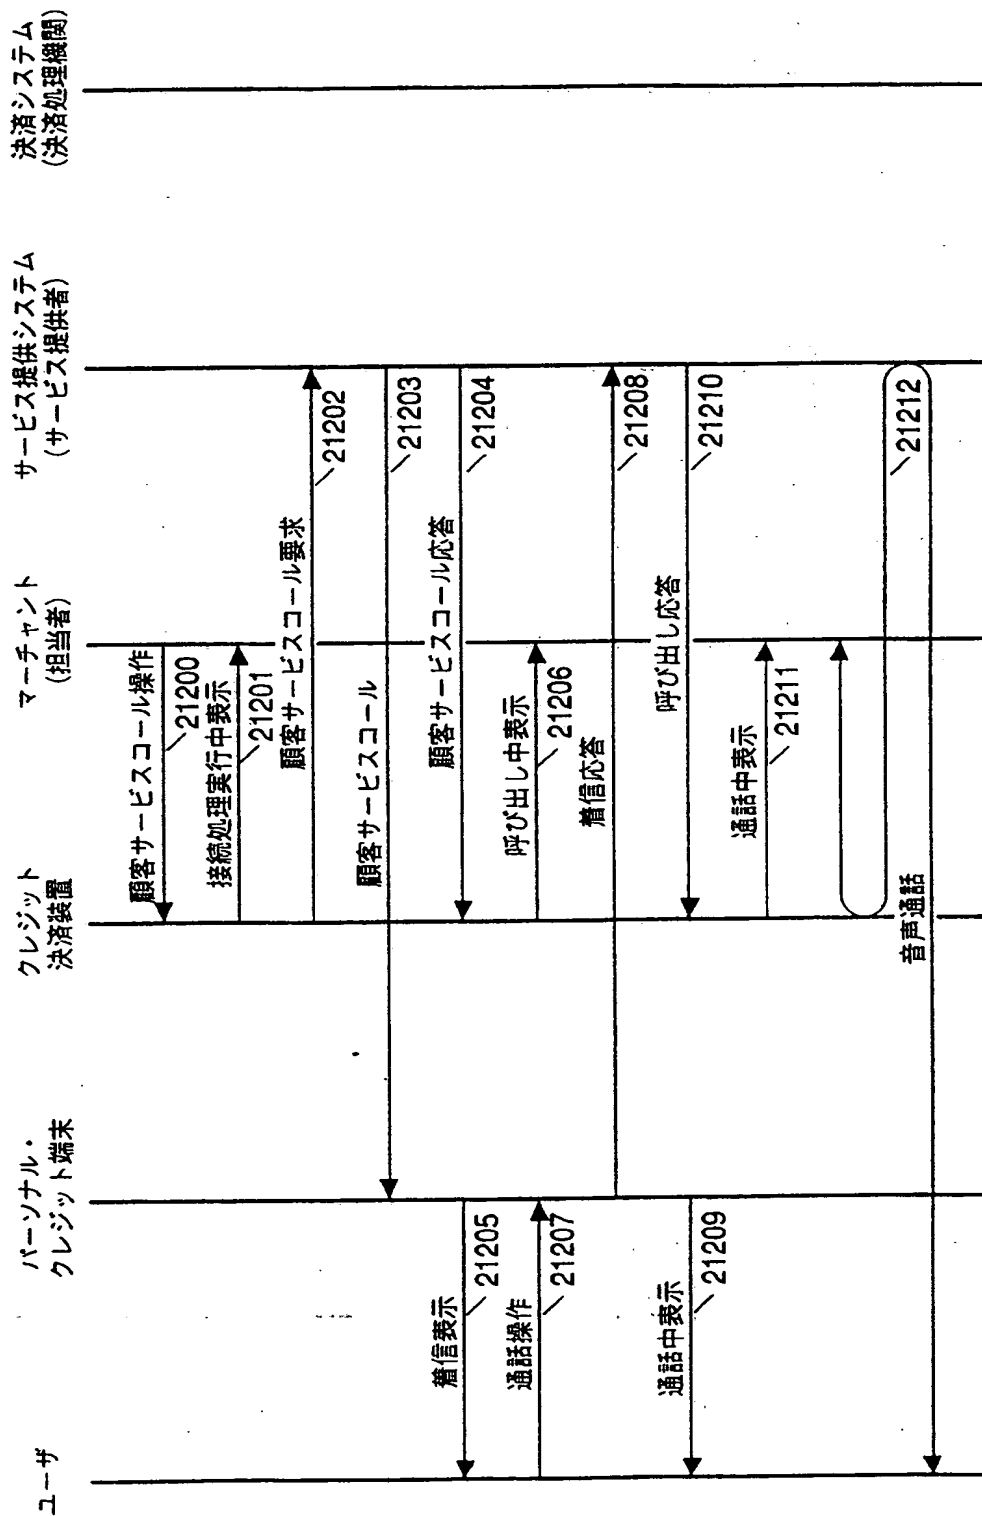 ユーザ
パーソナル・
クレジット端末
クレジット
決済装置
マーチャント
(担当者)
サービス提供システム
(サービス提供者)
決済システム
(決済処理機関)
顧客サービスコール操作
21200
接続処理実行中表示
21201
顧客サービスコール要求
21202
顧客サービスコール
21203
顧客サービスコール応答
21204
着信表示
21205
呼び出し中表示
21206
通話操作
21207
着信応答
21208
通話中表示
21209
呼び出し応答
21210
通話中表示
21211
音声通話
21212